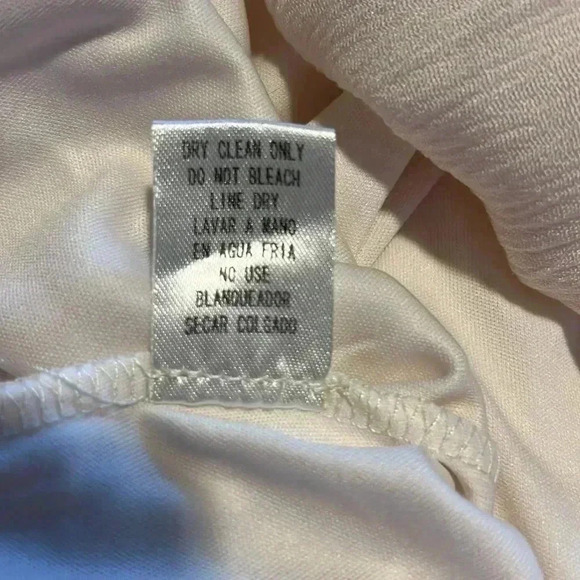 DRY CLEAN ONLY
DO NOT BLEACH
LINE DRY
LAVAR A MANO
EN AGUA FRIA
NO USE
BLANQUEADOR
SECAR COLGADO